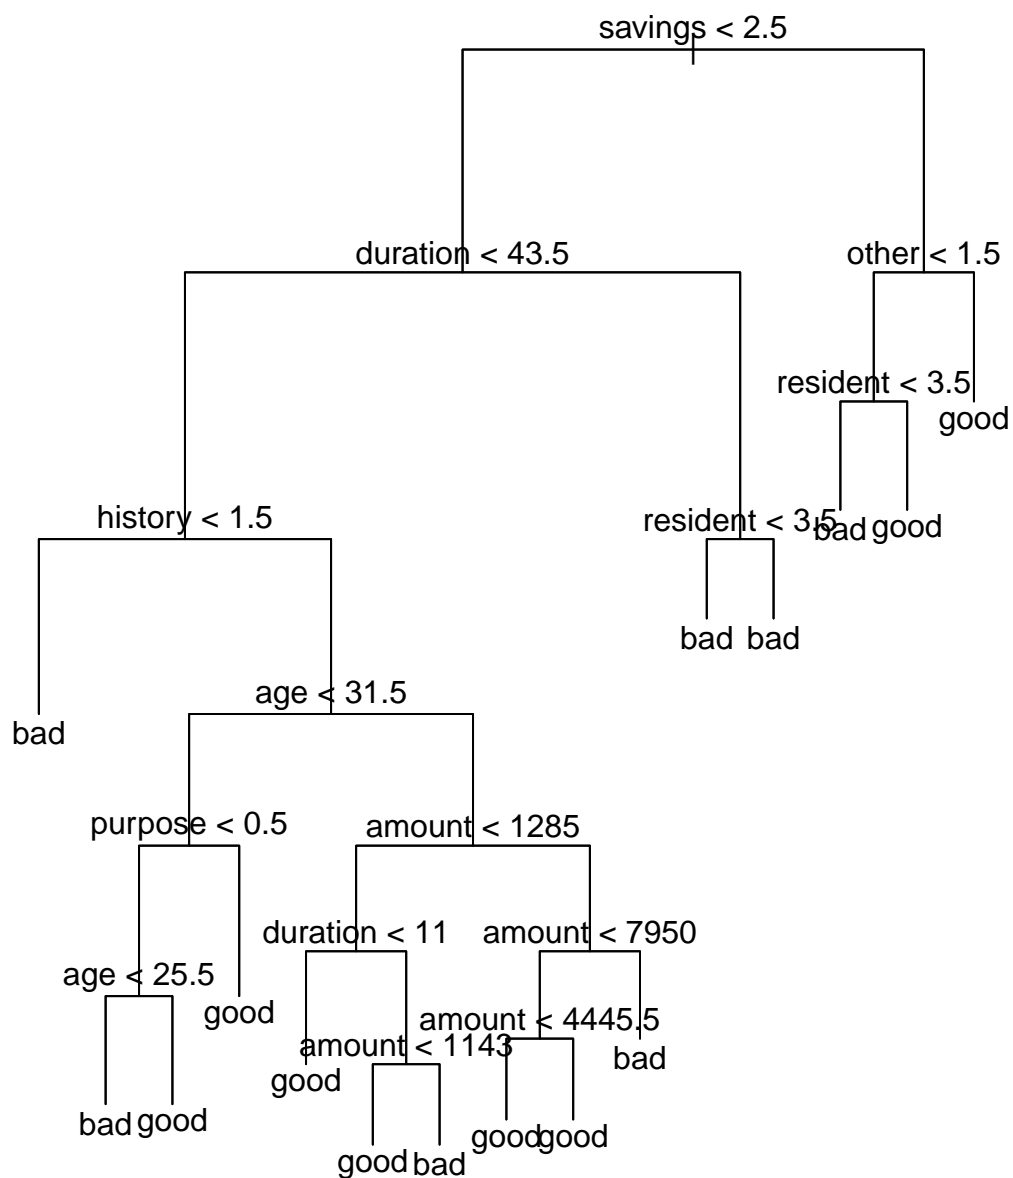 savings < 2.5
duration < 43.5
other < 1.5
resident < 3.5
good
history < 1.5
resident < 3.5
bad
good
bad
bad
age < 31.5
bad
purpose < 0.5
amount < 1285
duration < 11
amount < 7950
age < 25.5
good
amount < 4445.5
amount < 1143
bad
good
bad
good
good
good
good
bad